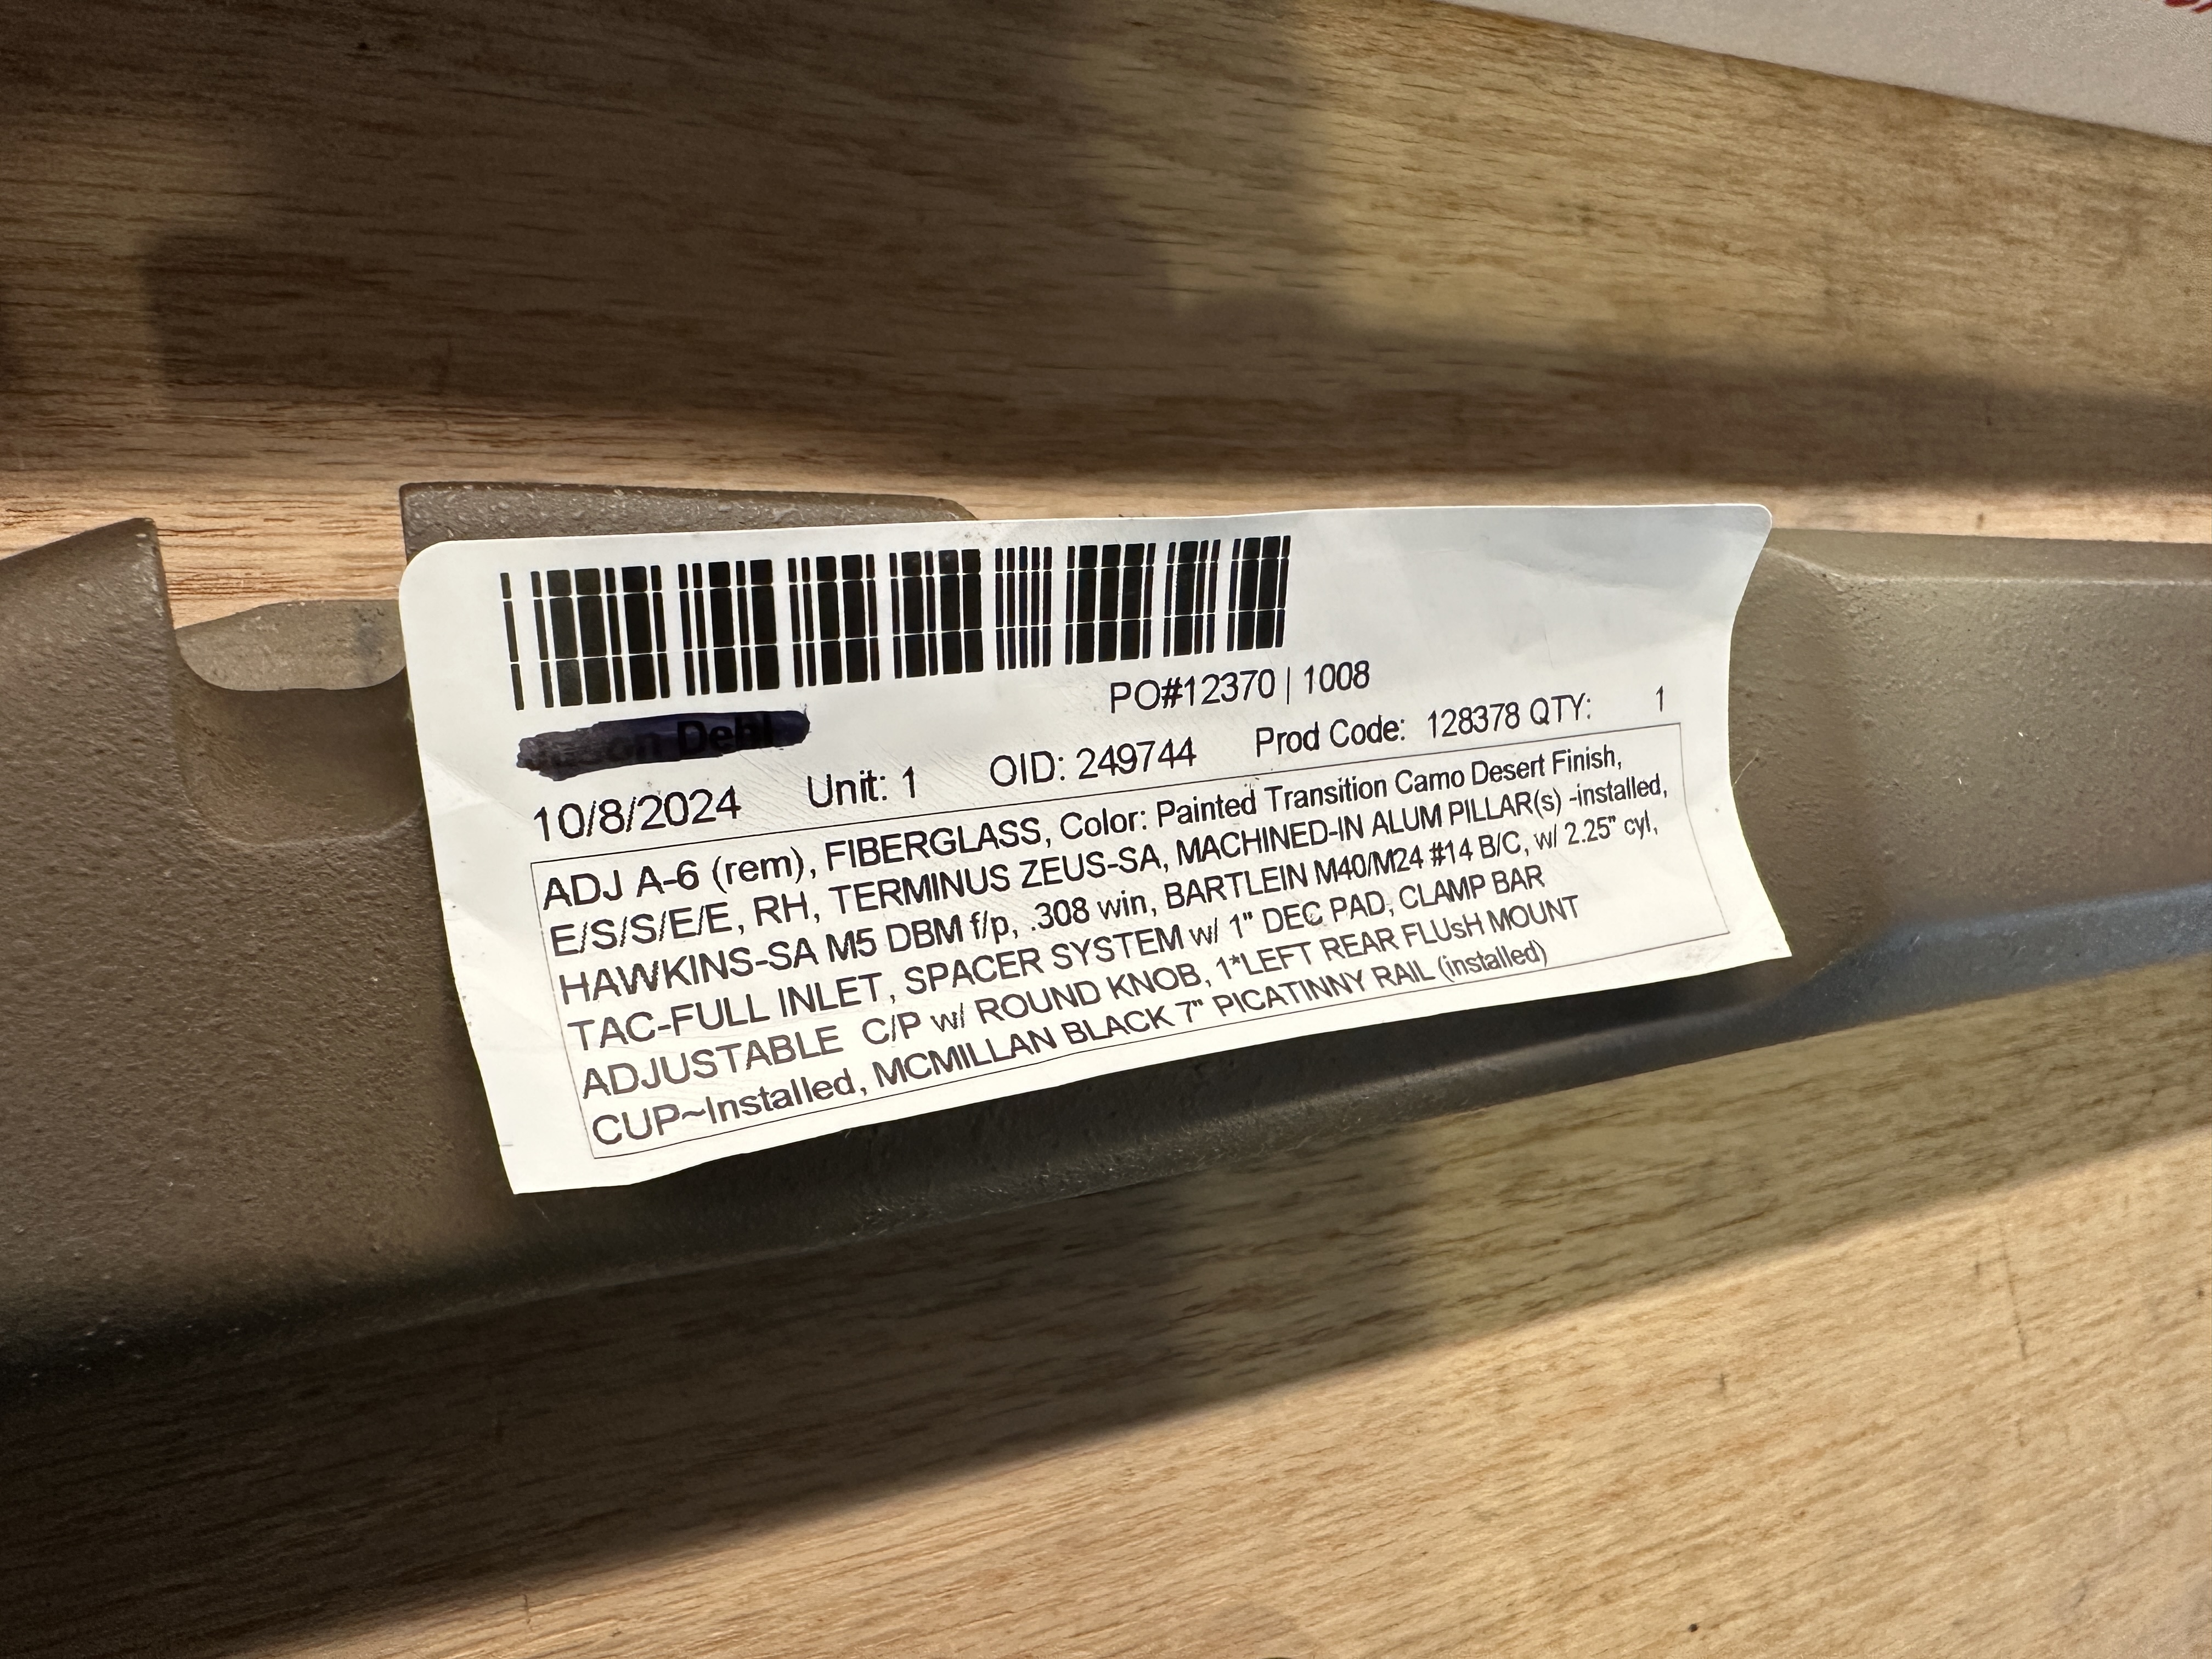 PO#12370 | 1008
10/8/2024 Unit: 1 OID: 249744 Prod Code: 128378 QTY: 1
ADJ A-6 (rem), FIBERGLASS, Color: Painted Transition Camo Desert Finish,
E/S/S/E/E, RH, TERMINUS ZEUS-SA, MACHINED-IN ALUM PILLAR(s) -installed,
HAWKINS-SA M5 DBM f/p, .308 win, BARTLEIN M40/M24 #14 B/C, w/ 2.25" cyl,
TAC-FULL INLET, SPACER SYSTEM w/ 1" DEC PAD, CLAMP BAR
ADJUSTABLE C/P w/ ROUND KNOB, 1*LEFT REAR FLUsH MOUNT
CUP~Installed, MCMILLAN BLACK 7" PICATINNY RAIL (installed)